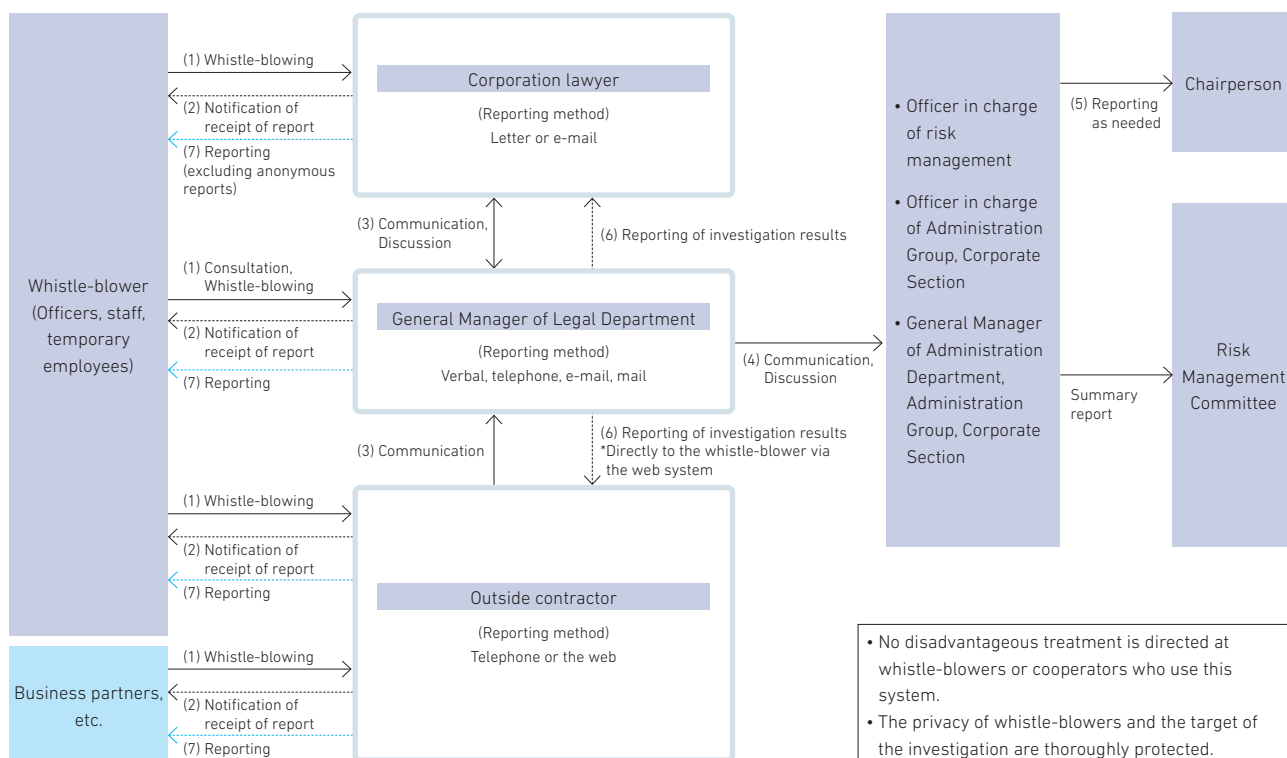 Whistle-blower
(Officers, staff,
temporary
employees)
Business partners,
etc.
(1) Whistle-blowing
(2) Notification of
receipt of report
(7) Reporting
(excluding anonymous
reports)
(1) Consultation,
Whistle-blowing
(2) Notification of
receipt of report
(7) Reporting
(1) Whistle-blowing
(2) Notification of
receipt of report
(7) Reporting
(1) Whistle-blowing
(2) Notification of
receipt of report
(7) Reporting
Corporation lawyer
(Reporting method)
Letter or e-mail
(3) Communication,
Discussion
(6) Reporting of investigation results
General Manager of Legal Department
(Reporting method)
Verbal, telephone, e-mail, mail
(3) Communication
(6) Reporting of investigation results
*Directly to the whistle-blower via
the web system
Outside contractor
(Reporting method)
Telephone or the web
(4) Communication,
Discussion
• Officer in charge
of risk
management
• Officer in charge
of Administration
Group, Corporate
Section
• General Manager
of Administration
Department,
Administration
Group, Corporate
Section
(5) Reporting
as needed
Chairperson
Summary
report
Risk
Management
Committee
• No disadvantageous treatment is directed at
whistle-blowers or cooperators who use this
system.
• The privacy of whistle-blowers and the target of
the investigation are thoroughly protected.